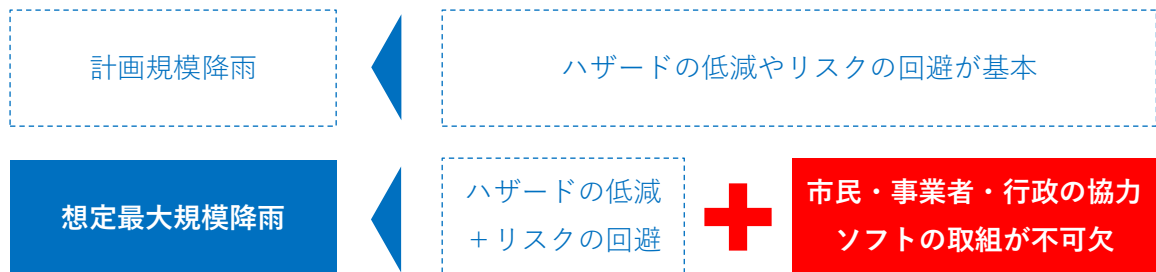 計画規模降雨
ハザードの低減やリスクの回避が基本
想定最大規模降雨
ハザードの低減
＋リスクの回避
市民・事業者・行政の協力
ソフトの取組が不可欠